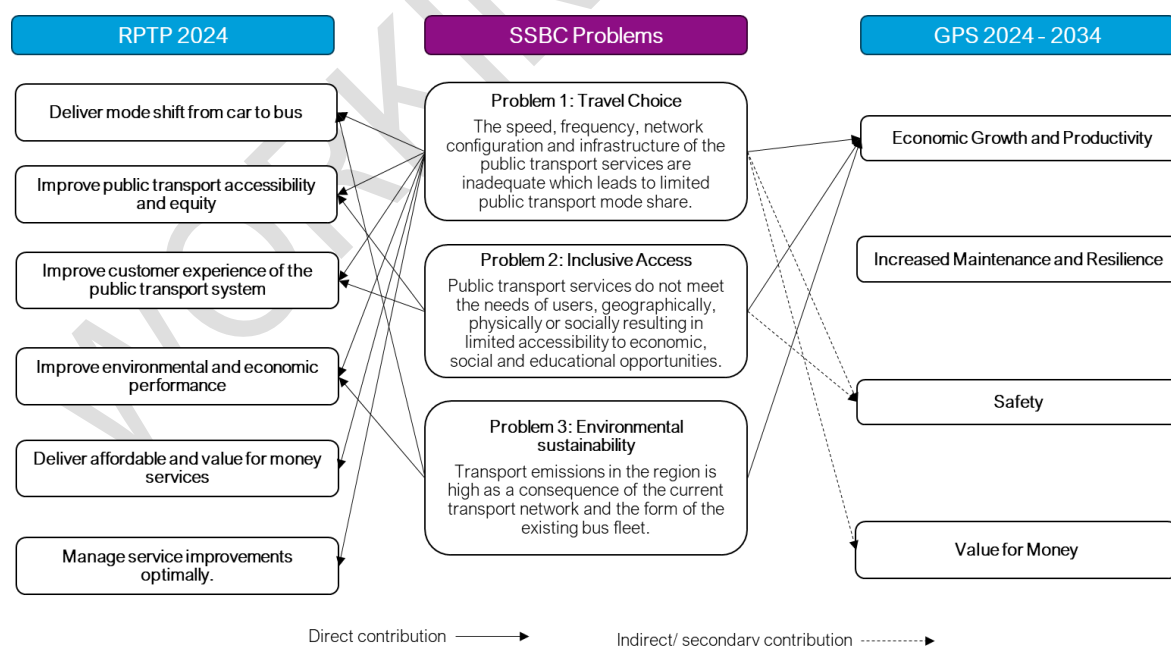 RPTP 2024
SSBC Problems
GPS 2024 - 2034
Deliver mode shift from car to bus
Improve public transport accessibility
and equity
Improve customer experience of the
public transport system
Improve environmental and economic
performance
Deliver affordable and value for money
services
Manage service improvements
optimally.
Problem 1: Travel Choice
The speed, frequency, network
configuration and infrastructure of the
public transport services are
inadequate which leads to limited
public transport mode share.
Problem 2: Inclusive Access
Public transport services do not meet
the needs of users, geographically,
physically or socially resulting in
limited accessibility to economic,
social and educational opportunities.
Problem 3: Environmental
sustainability
Transport emissions in the region is
high as a consequence of the current
transport network and the form of the
existing bus fleet.
Economic Growth and Productivity
Increased Maintenance and Resilience
Safety
Value for Money
Direct contribution
Indirect/ secondary contribution
WORKIN